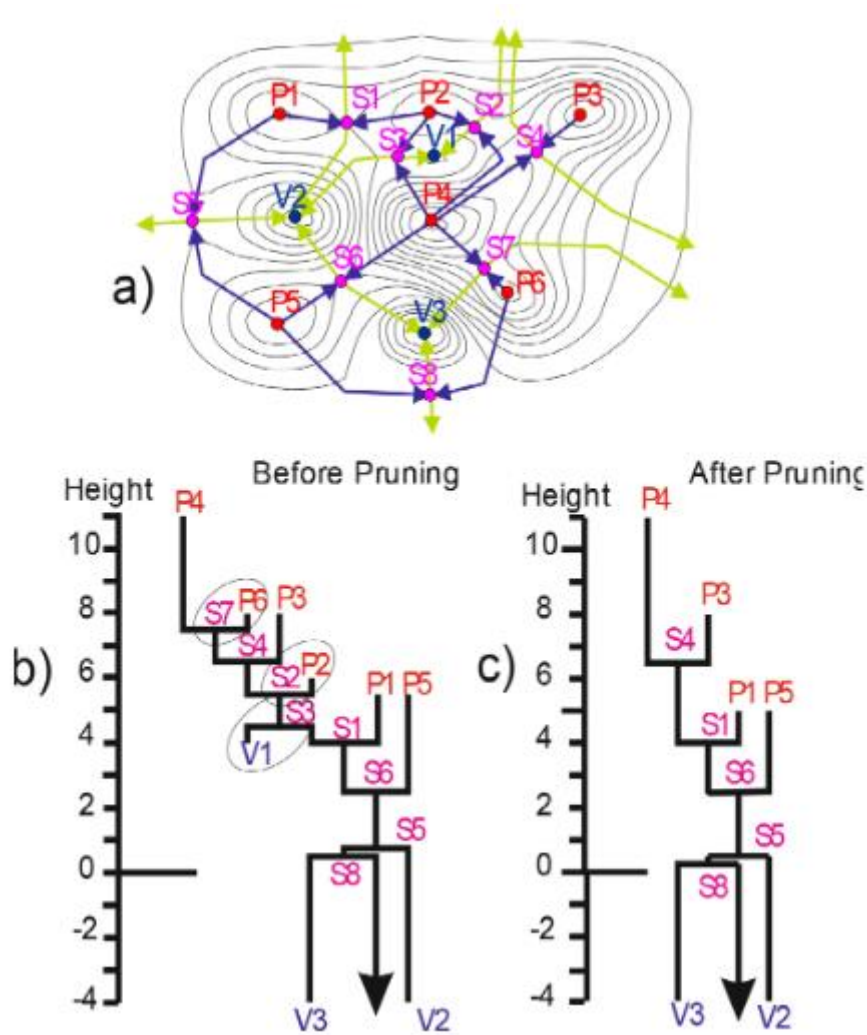 P1
S1
P2
S2
P3
S3
V1
S4
V2
P4
S5
S6
S7
P6
a)
P5
V3
S8
Before Pruning
After Pruning
Height
P4
10
8
S7
P6
P3
S4
6
S2
P2
b)
S3
P1
P5
4
V1
S1
S6
2
S5
0
S8
-2
-4
V3
V2
Height
P4
10
8
P3
S4
6
c)
P1
P5
4
S1
S6
2
S5
0
S8
-2
-4
V3
V2